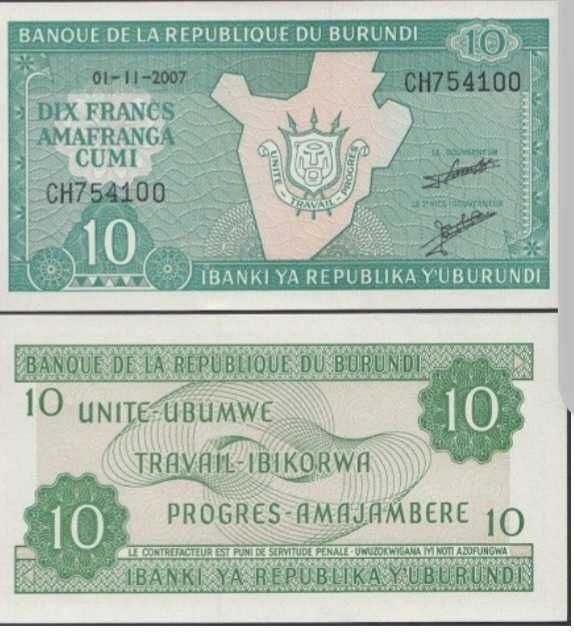 BANQUE DE LA REPUBLIQUE DU BURUNDI
10
01-11-2007
CH754100
DIX FRANCS
AMAFRANGA
CUMI
LE GOUVERNEUR
CH754100
UNITE - TRAVAIL - PROGRES
10
IBANKI YA REPUBLIKA Y'UBURUNDI
BANQUE DE LA REPUBLIQUE DU BURUNDI
10
UNITE-UBUMWE
10
TRAVAIL-IBIKORWA
10
PROGRES-AMAJAMBERE
10
LE CONTREFACTEUR EST PUNI DE SERVITUDE PENALE - UWUZOKWIGANA IYI NOTI AZOFUNGWA
IBANKI YA REPUBLIKA Y'UBURUNDI